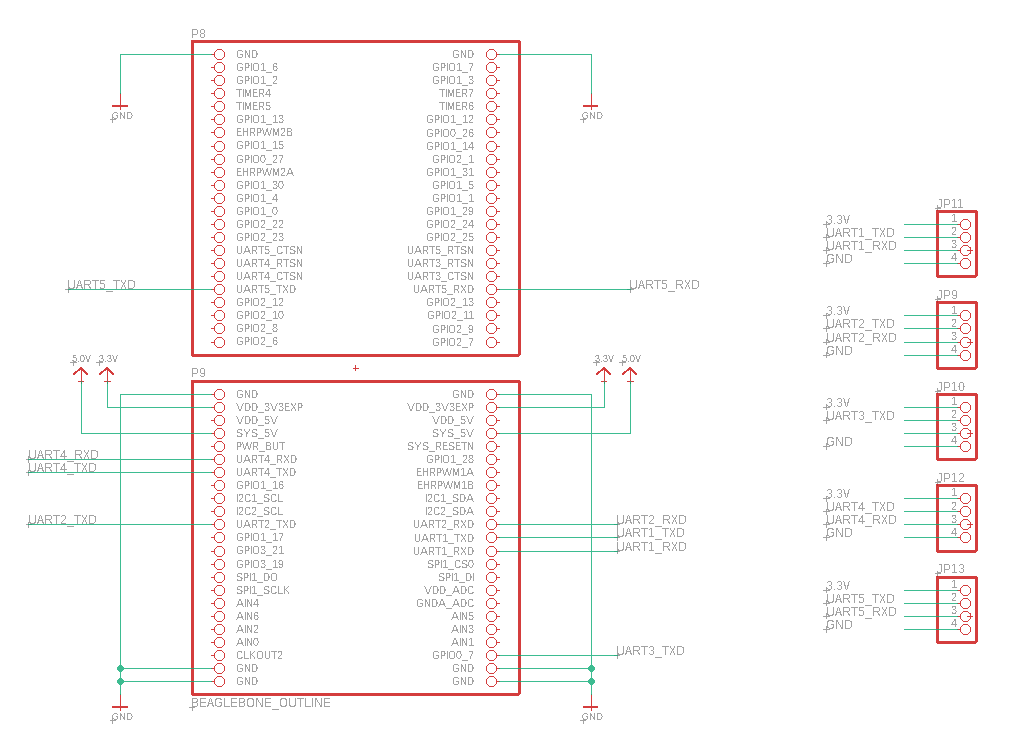 P8
GND GND
GPIO1_6 GPIO1_7
GPIO1_2 GPIO1_3
TIMER4 TIMER7
TIMER5 TIMER6
GND GND
GPIO1_13 GPIO1_12
EHRPWM2B GPIO0_26
GPIO1_15 GPIO1_14
GPIO0_27 GPIO2_1
EHRPWM2A GPIO1_31
GPIO1_30 GPIO1_5
GPIO1_4 GPIO1_1
GPIO1_0 GPIO1_29
GPIO2_22 GPIO2_24
GPIO2_23 GPIO2_25
UART5_CTSN UART5_RTSN
UART4_RTSN UART3_RTSN
UART4_CTSN UART3_CTSN
UART5_TXD UART5_TXD UART5_RXD UART5_RXD
GPIO2_12 GPIO2_13
GPIO2_10 GPIO2_11
GPIO2_8 GPIO2_9
GPIO2_6 GPIO2_7
5.0V 3.3V 3.3V 5.0V
P9
GND GND
VDD_3V3EXP VDD_3V3EXP
VDD_5V VDD_5V
SYS_5V SYS_5V
PWR_BUT SYS_RESETN
UART4_RXD UART4_RXD GPIO1_28
UART4_TXD UART4_TXD EHRPWM1A
GPIO1_16 EHRPWM1B
I2C1_SCL I2C1_SDA
I2C2_SCL I2C2_SDA
UART2_TXD UART2_TXD UART2_RXD UART2_RXD
GPIO1_17 UART1_TXD UART1_TXD
GPIO3_21 UART1_RXD UART1_RXD
GPIO3_19 SPI1_CS0
SPI1_DO SPI1_DI
SPI1_SCLK VDD_ADC
AIN4 GNDA_ADC
AIN6 AIN5
AIN2 AIN3
AIN0 AIN1
CLKOUT2 GPIO0_7 UART3_TXD
GND GND
GND GND
BEAGLEBONE_OUTLINE
GND GND
JP11
3.3V 1
UART1_TXD 2
UART1_RXD 3
GND 4
JP9
3.3V 1
UART2_TXD 2
UART2_RXD 3
GND 4
JP10
3.3V 1
UART3_TXD 2
3
GND 4
JP12
3.3V 1
UART4_TXD 2
UART4_RXD 3
GND 4
JP13
3.3V 1
UART5_TXD 2
UART5_RXD 3
GND 4